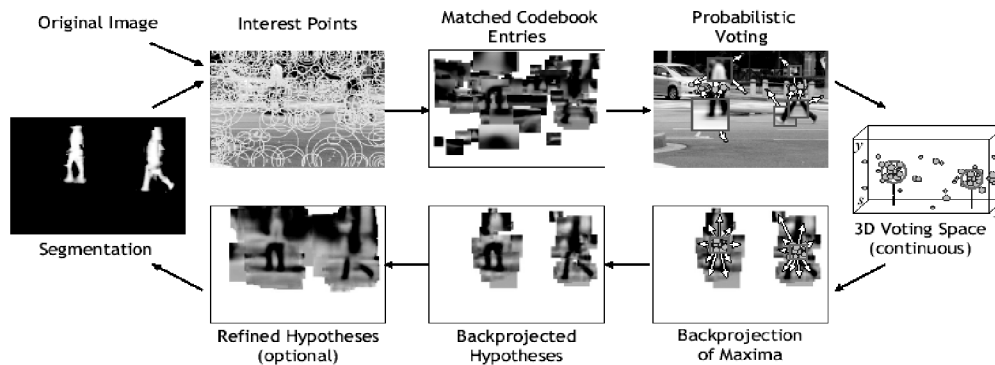 Original Image
Interest Points
Matched Codebook
Entries
Probabilistic
Voting
y
s
3D Voting Space
(continuous)
Segmentation
Refined Hypotheses
(optional)
Backprojected
Hypotheses
Backprojection
of Maxima